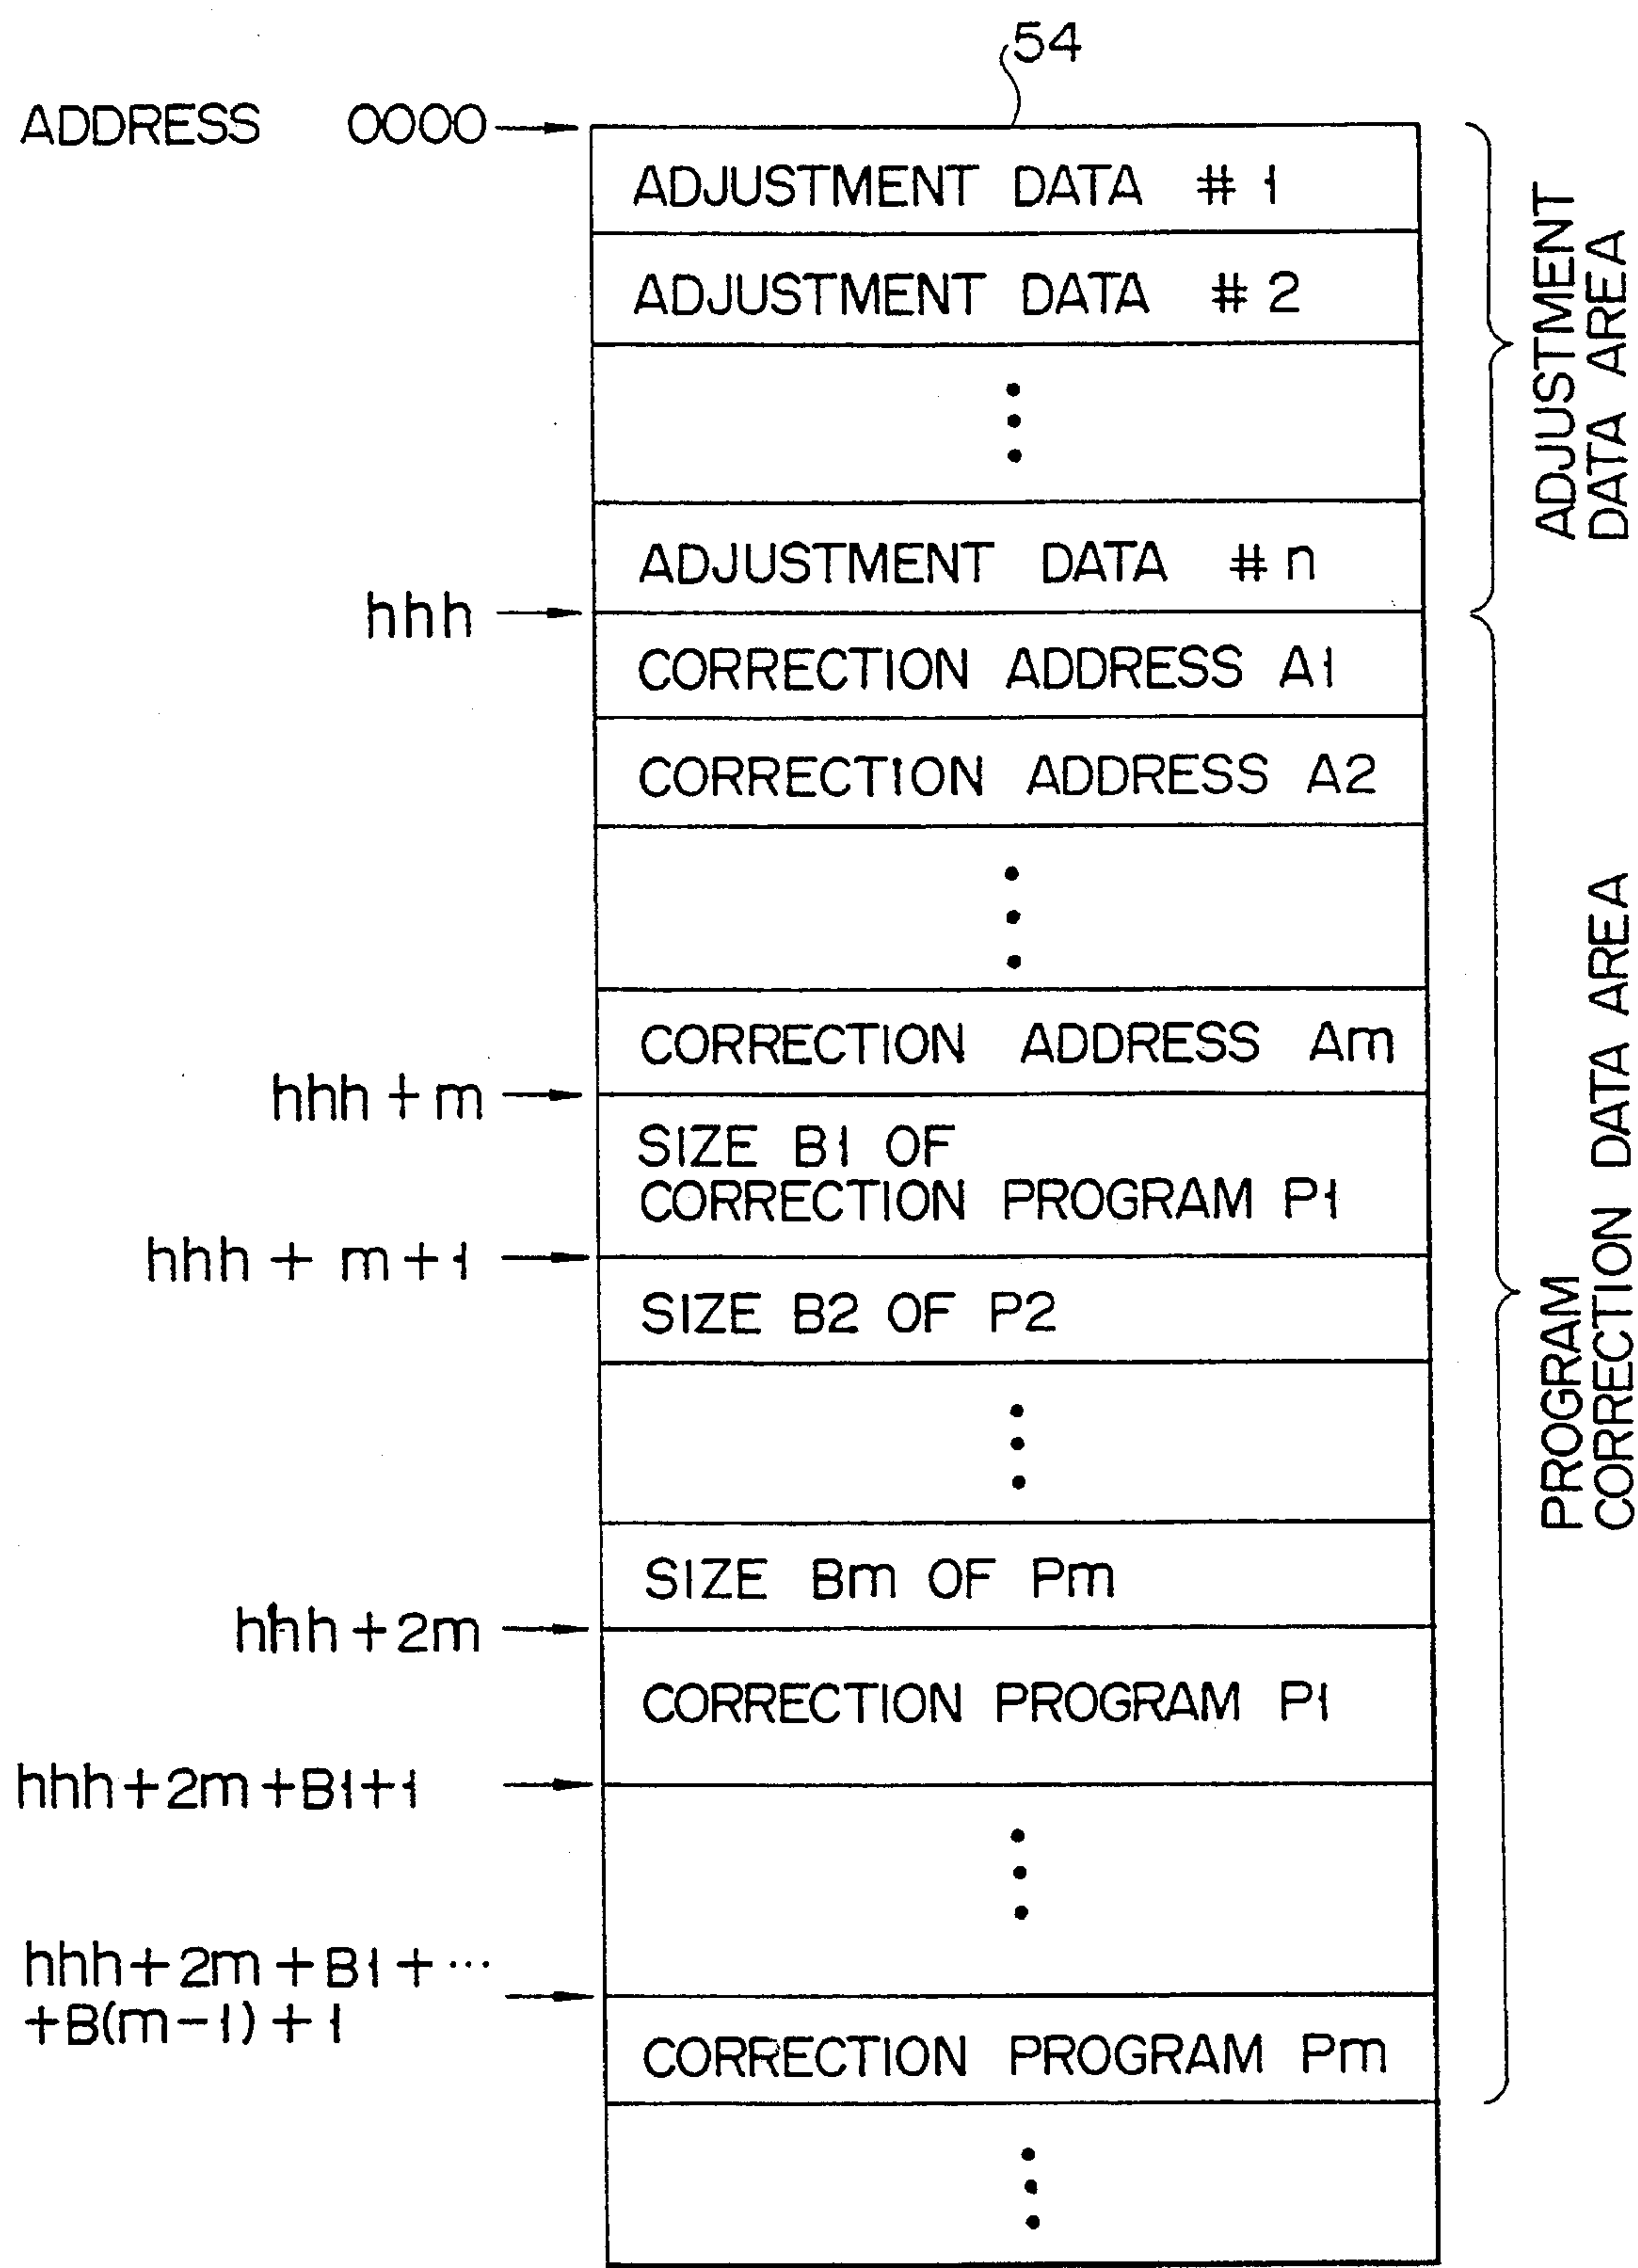 54
ADDRESS 0000
ADJUSTMENT DATA #1
ADJUSTMENT DATA #2
ADJUSTMENT DATA #n
ADJUSTMENT
DATA AREA
hhh
CORRECTION ADDRESS A1
CORRECTION ADDRESS A2
CORRECTION ADDRESS Am
hhh+m
SIZE B1 OF
CORRECTION PROGRAM P1
hhh + m+1
SIZE B2 OF P2
SIZE Bm OF Pm
hhh+2m
CORRECTION PROGRAM P1
hhh+2m+B1+1
hhh+2m+B1+···
+B(m-1)+1
CORRECTION PROGRAM Pm
PROGRAM
CORRECTION DATA AREA